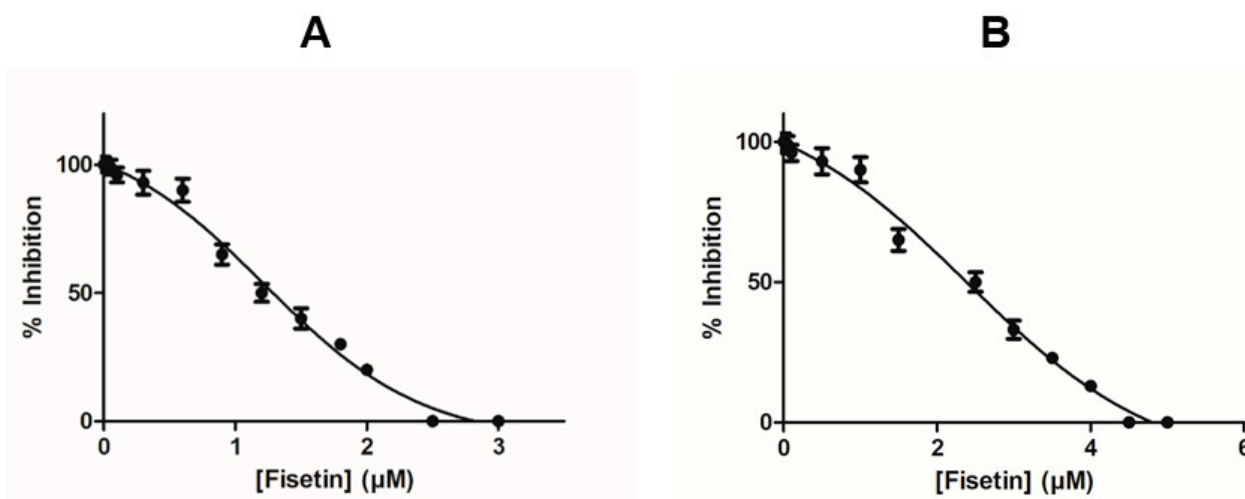 A
B
100
50
0
% Inhibition
0 1 2 3
[Fisetin] (µM)
100
50
0
% Inhibition
0 2 4 6
[Fisetin] (µM)